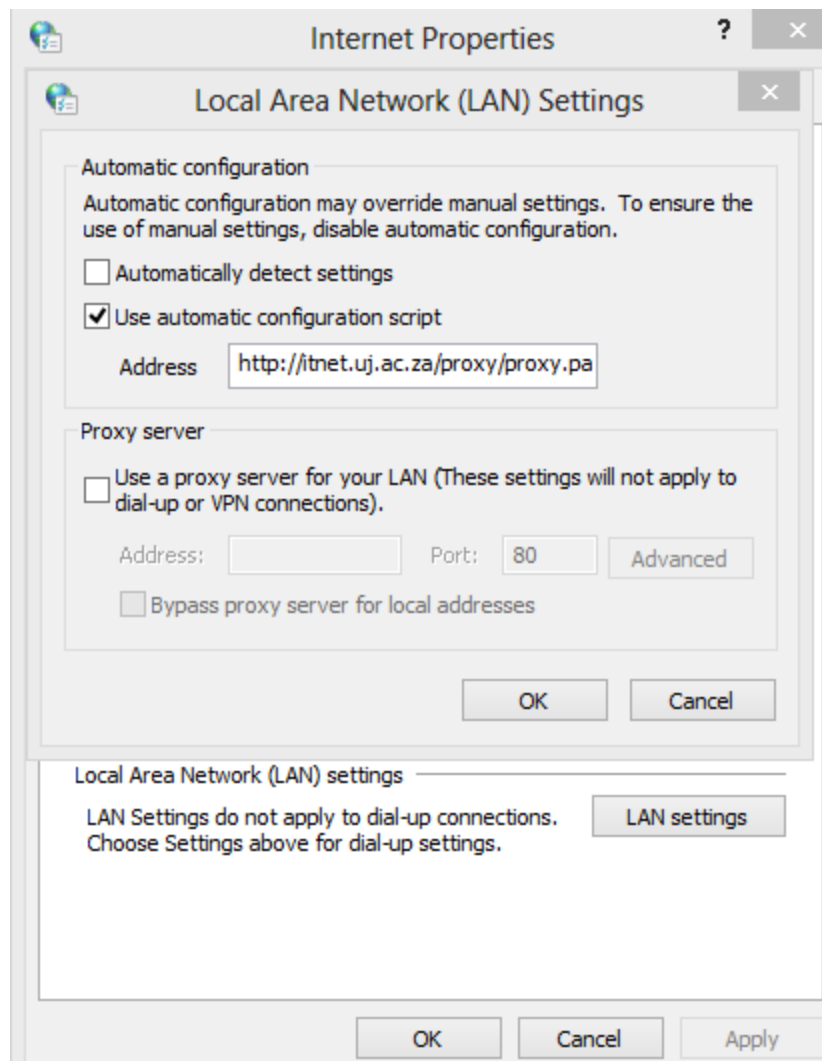 Internet Properties
?
Local Area Network (LAN) Settings
Automatic configuration
Automatic configuration may override manual settings. To ensure the
use of manual settings, disable automatic configuration.
Automatically detect settings
Use automatic configuration script
Address http://itnet.uj.ac.za/proxy/proxy.pa
Proxy server
Use a proxy server for your LAN (These settings will not apply to
dial-up or VPN connections).
Address: Port: 80 Advanced
Bypass proxy server for local addresses
OK Cancel
Local Area Network (LAN) settings
LAN Settings do not apply to dial-up connections. LAN settings
Choose Settings above for dial-up settings.
OK Cancel Apply